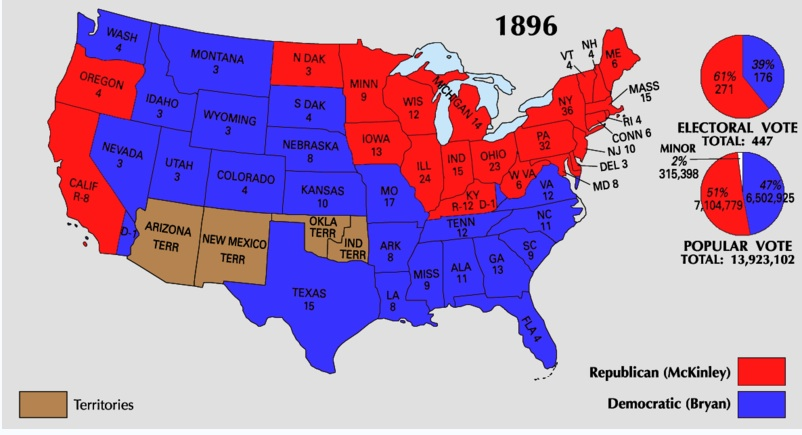 1896
WASH
4
OREGON
4
CALIF
R-8
D-1
NEVADA
3
IDAHO
3
MONTANA
3
WYOMING
3
UTAH
3
COLORADO
4
ARIZONA
TERR
NEW MEXICO
TERR
N DAK
3
S DAK
4
NEBRASKA
8
KANSAS
10
OKLA
TERR
IND
TERR
TEXAS
15
MINN
9
IOWA
13
MO
17
ARK
8
LA
8
WIS
12
ILL
24
MICHIGAN 14
IND
15
OHIO
23
KY
R-12 D-1
TENN
12
MISS
9
ALA
11
GA
13
FLA 4
SC
9
NC
11
VA
12
W VA
6
PA
32
NY
36
VT
4
NH
4
ME
6
MASS
15
RI 4
CONN 6
NJ 10
DEL 3
MD 8
61%
271
39%
176
ELECTORAL VOTE
TOTAL: 447
MINOR
2%
315,398
51%
7,104,779
47%
6,502,925
POPULAR VOTE
TOTAL: 13,923,102
Republican (McKinley)
Democratic (Bryan)
Territories